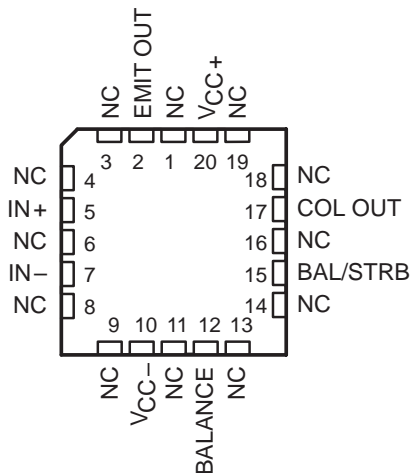 NC
EMIT OUT
NC
VCC+
NC
3 2 1 20 19
NC 4
IN+ 5
NC 6
IN− 7
NC 8
18 NC
17 COL OUT
16 NC
15 BAL/STRB
14 NC
9 10 11 12 13
NC
VCC−
NC
BALANCE
NC